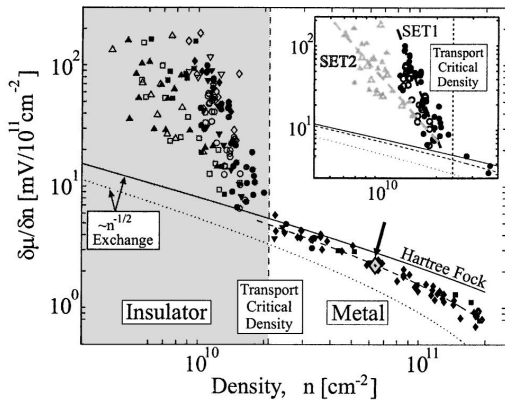 δμ/δn [mV/10¹¹cm⁻²]
10²
10¹
10⁰
~n⁻¹/²
Exchange
Insulator
Transport
Critical
Density
Metal
Hartree Fock
10¹⁰
10¹¹
Density, n [cm⁻²]
SET1
SET2
Transport
Critical
Density
10²
10¹
10¹⁰